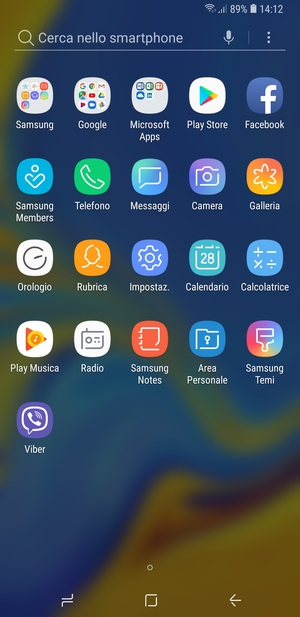 89% 14:12
Cerca nello smartphone
Samsung
Google
Microsoft Apps
Play Store
Facebook
Samsung Members
Telefono
Messaggi
Camera
Galleria
Orologio
Rubrica
Impostaz.
28
Calendario
Calcolatrice
Play Musica
Radio
Samsung Notes
Area Personale
Samsung Temi
Viber